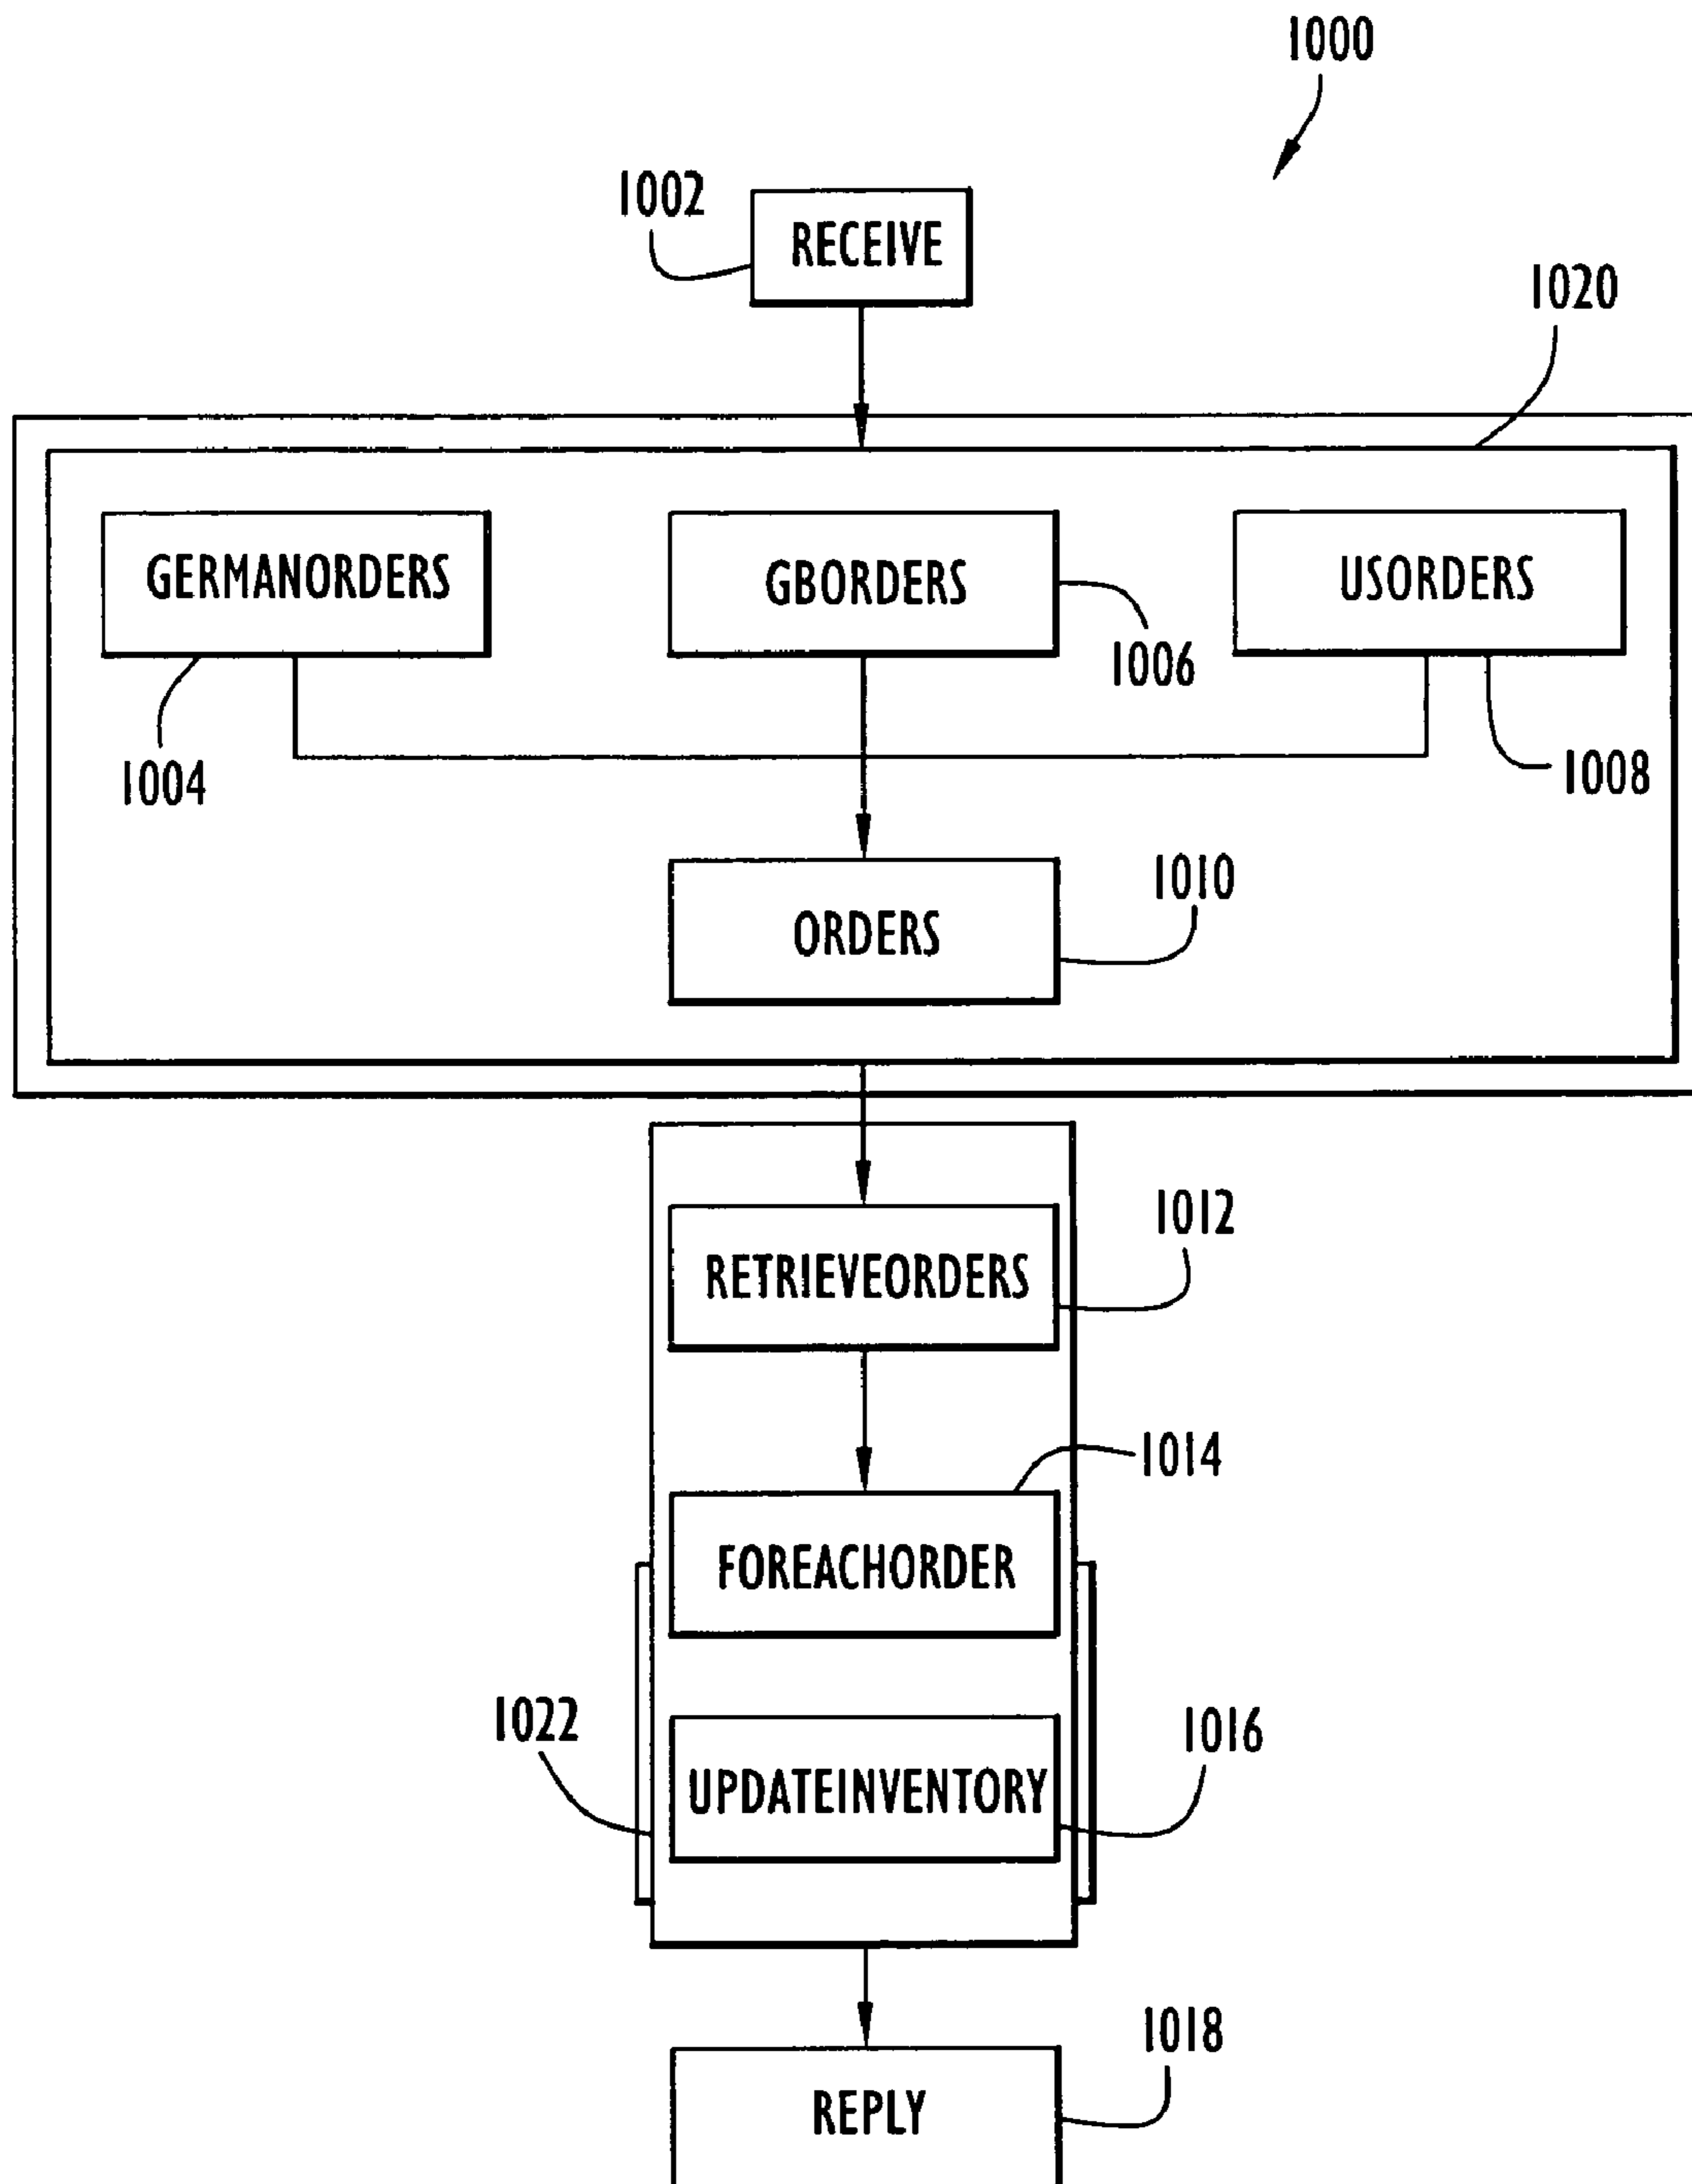 1000
1002
RECEIVE
1020
GERMANORDERS
GBORDERS
USORDERS
1006
1004
1008
1010
ORDERS
1012
RETRIEVEORDERS
1014
FOREACHORDER
1022
1016
UPDATEINVENTORY
1018
REPLY